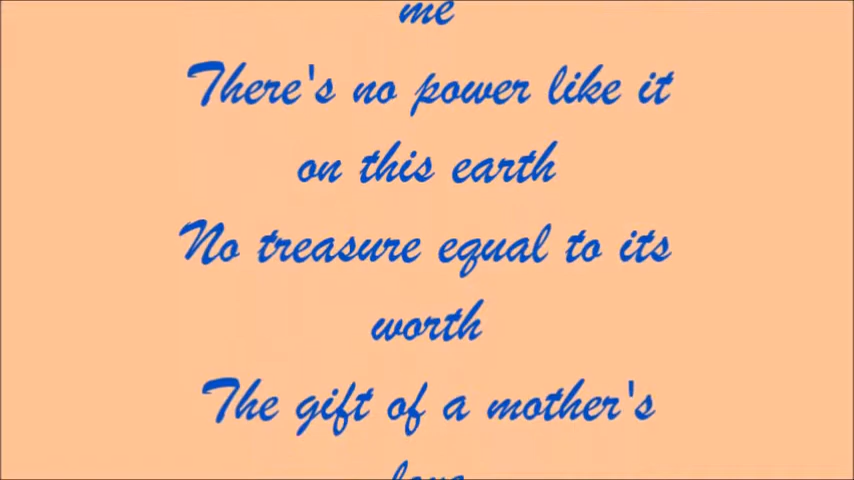 me
There's no power like it
on this earth
No treasure equal to its
worth
The gift of a mother's
love